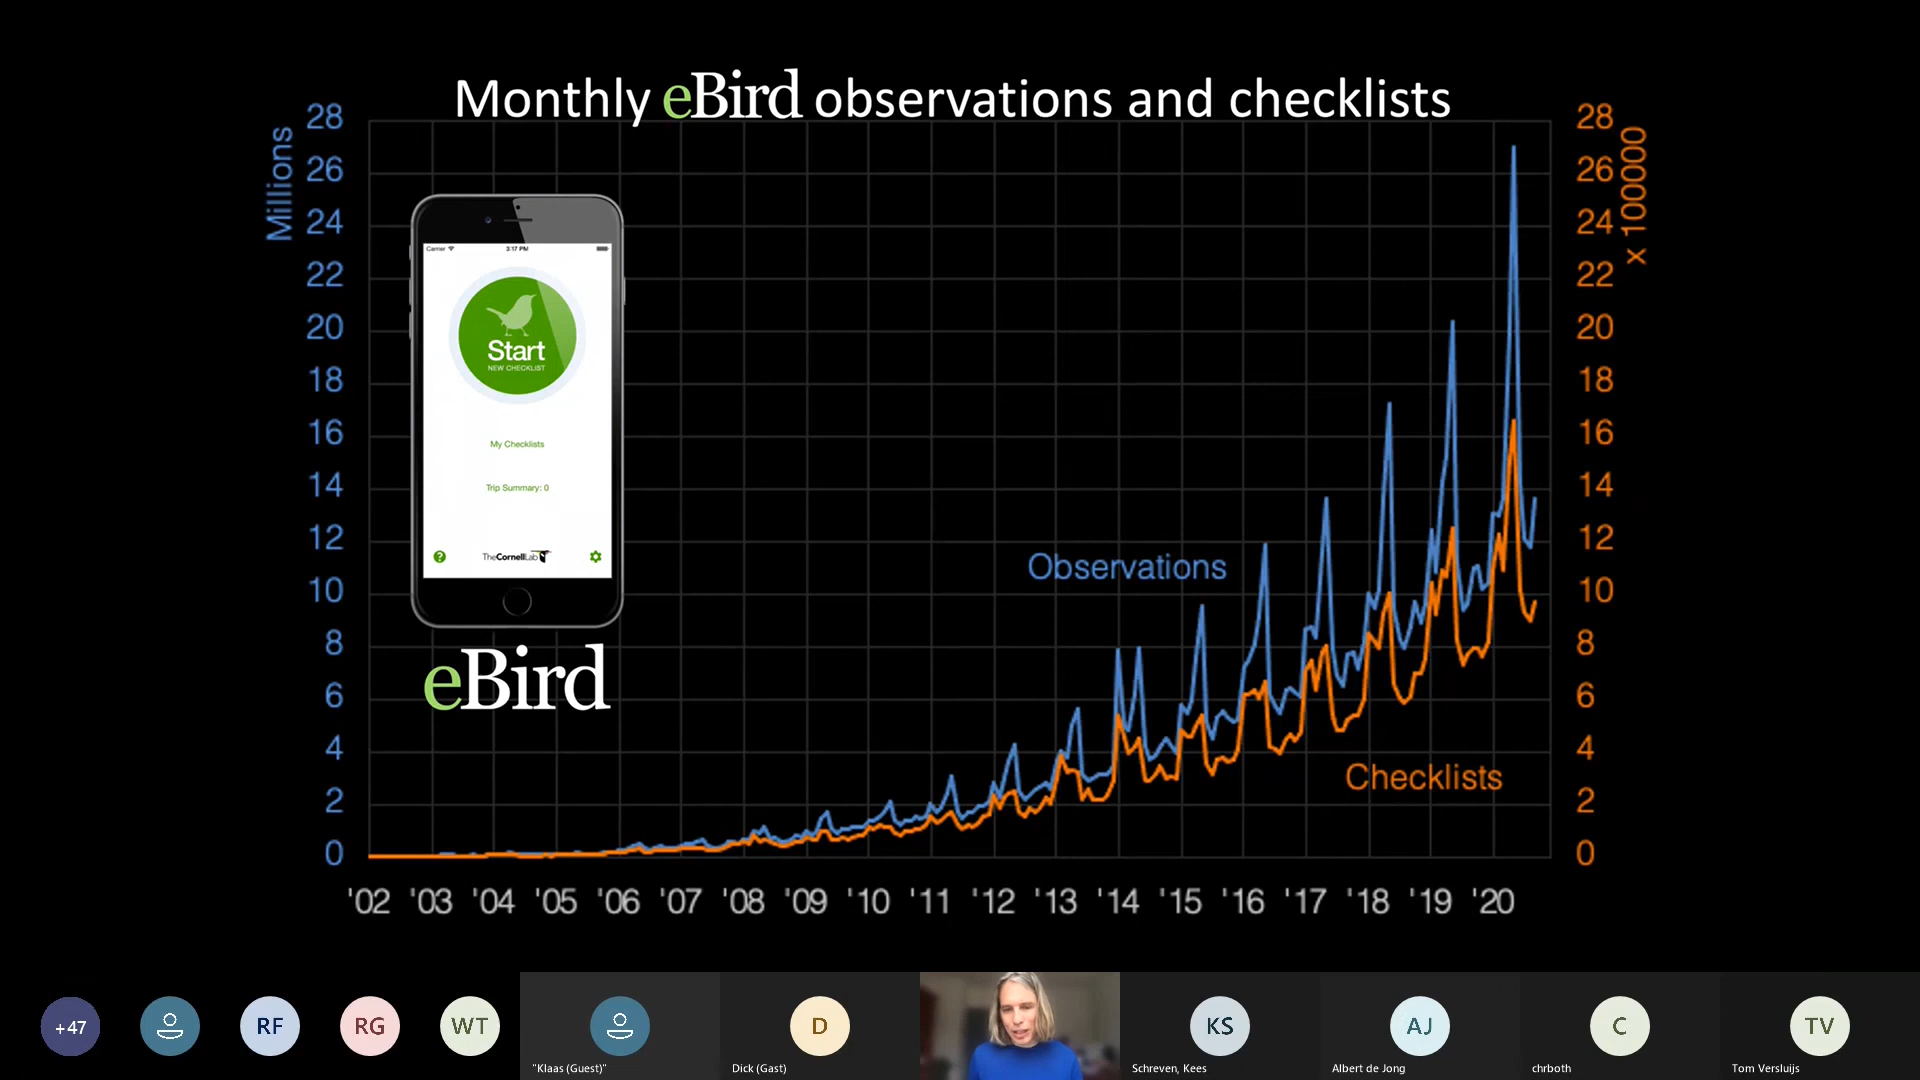 Monthly eBird observations and checklists
Millions
28
26
24
22
20
18
16
14
12
10
8
6
4
2
0
28
26
24
22
20
18
16
14
12
10
8
6
4
2
0
x 100000
Carrier
3:17 PM
Start
NEW CHECKLIST
My Checklists
Trip Summary: 0
?
TheCornellLab
eBird
Observations
Checklists
'02 '03 '04 '05 '06 '07 '08 '09 '10 '11 '12 '13 '14 '15 '16 '17 '18 '19 '20
+47
RF
RG
WT
D
KS
AJ
C
TV
"Klaas (Guest)"
Dick (Gast)
Schreven, Kees
Albert de Jong
chrboth
Tom Versluijs